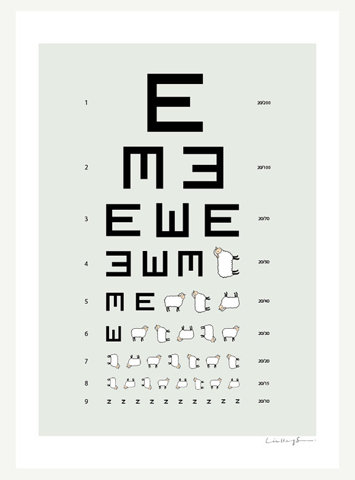 1 E 20/200
2 M Ǝ 20/100
3 E W E 20/70
4 Ǝ W M 20/50
5 M E 20/40
6 W 20/30
7 20/20
8 20/15
9 Z Z Z Z Z Z Z Z Z Z 20/10